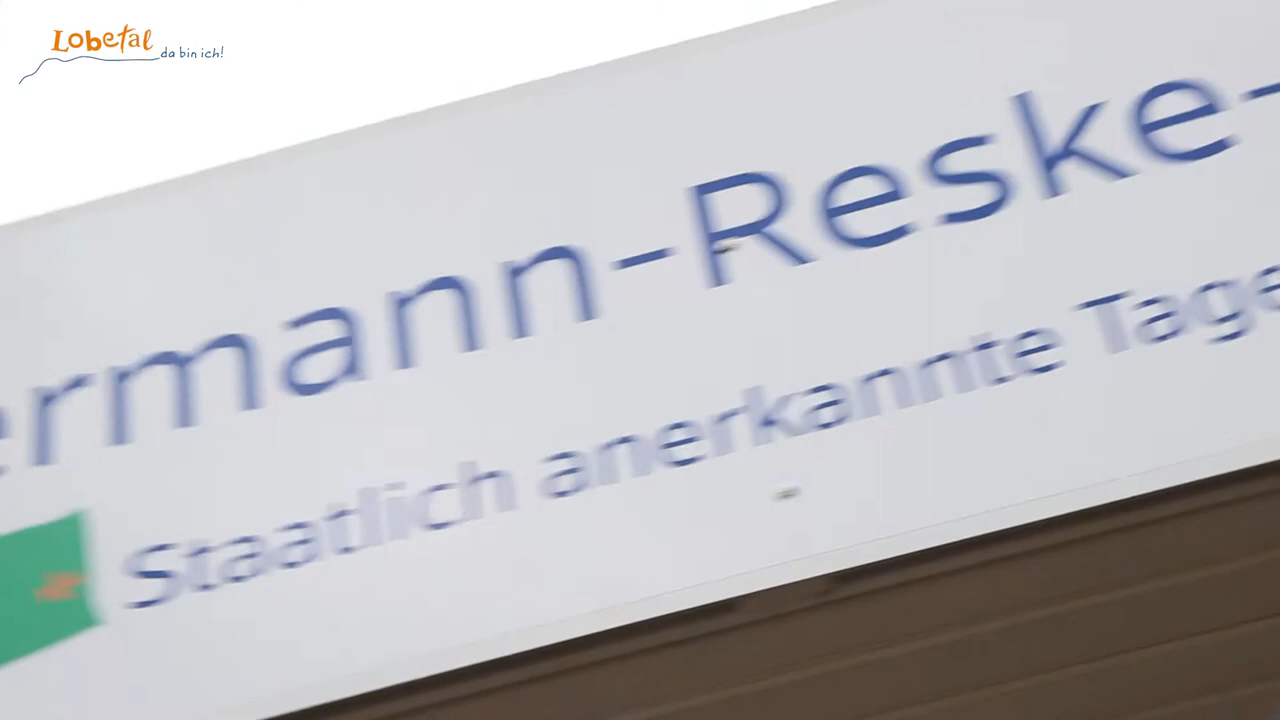 Lobetal
da bin ich!
ermann-Reske-
Staatlich anerkannte Tage